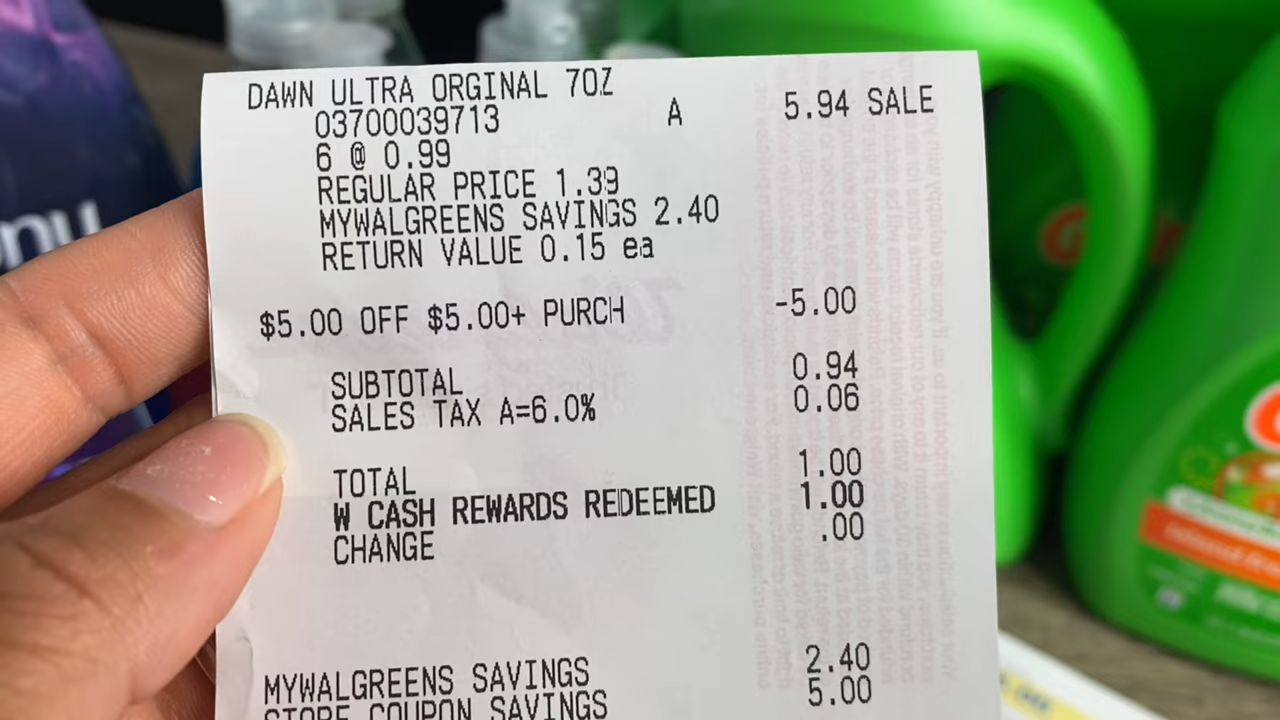 DAWN ULTRA ORGINAL 7OZ
03700039713 A 5.94 SALE
6 @ 0.99
REGULAR PRICE 1.39
MYWALGREENS SAVINGS 2.40
RETURN VALUE 0.15 ea
$5.00 OFF $5.00+ PURCH -5.00
SUBTOTAL 0.94
SALES TAX A=6.0% 0.06
TOTAL 1.00
W CASH REWARDS REDEEMED 1.00
CHANGE .00
MYWALGREENS SAVINGS 2.40
STORE COUPON SAVINGS 5.00